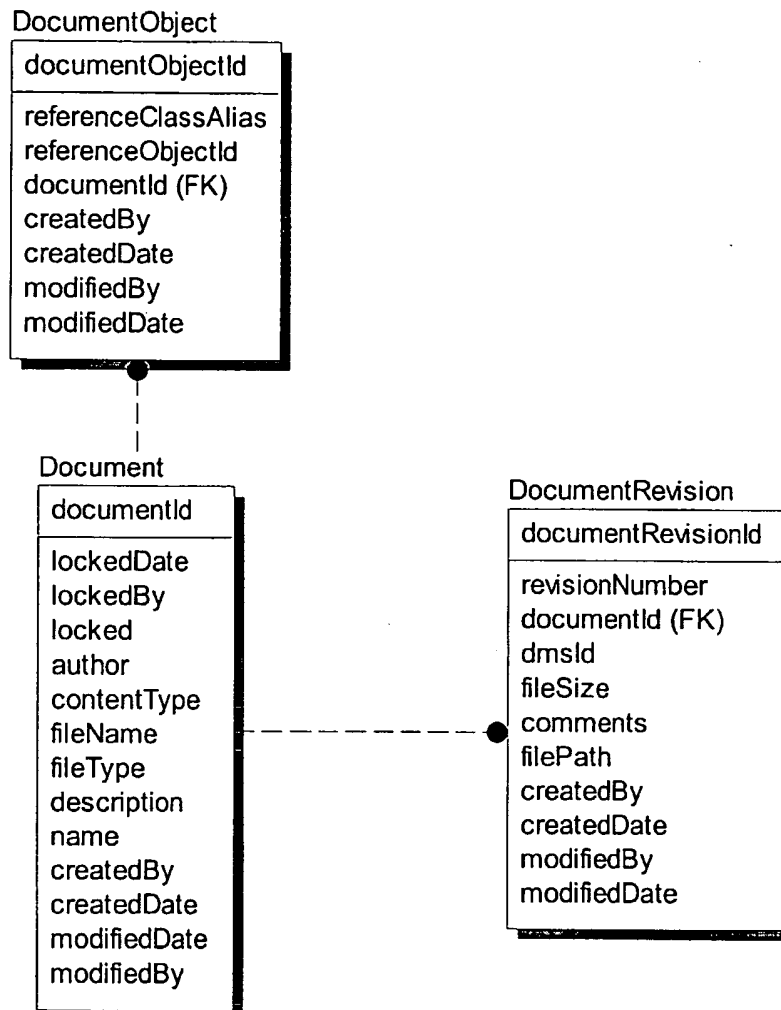 DocumentObject
documentObjectId
referenceClassAlias
referenceObjectId
documentId (FK)
createdBy
createdDate
modifiedBy
modifiedDate
Document
documentId
lockedDate
lockedBy
locked
author
contentType
fileName
fileType
description
name
createdBy
createdDate
modifiedDate
modifiedBy
DocumentRevision
documentRevisionId
revisionNumber
documentId (FK)
dmsId
fileSize
comments
filePath
createdBy
createdDate
modifiedBy
modifiedDate